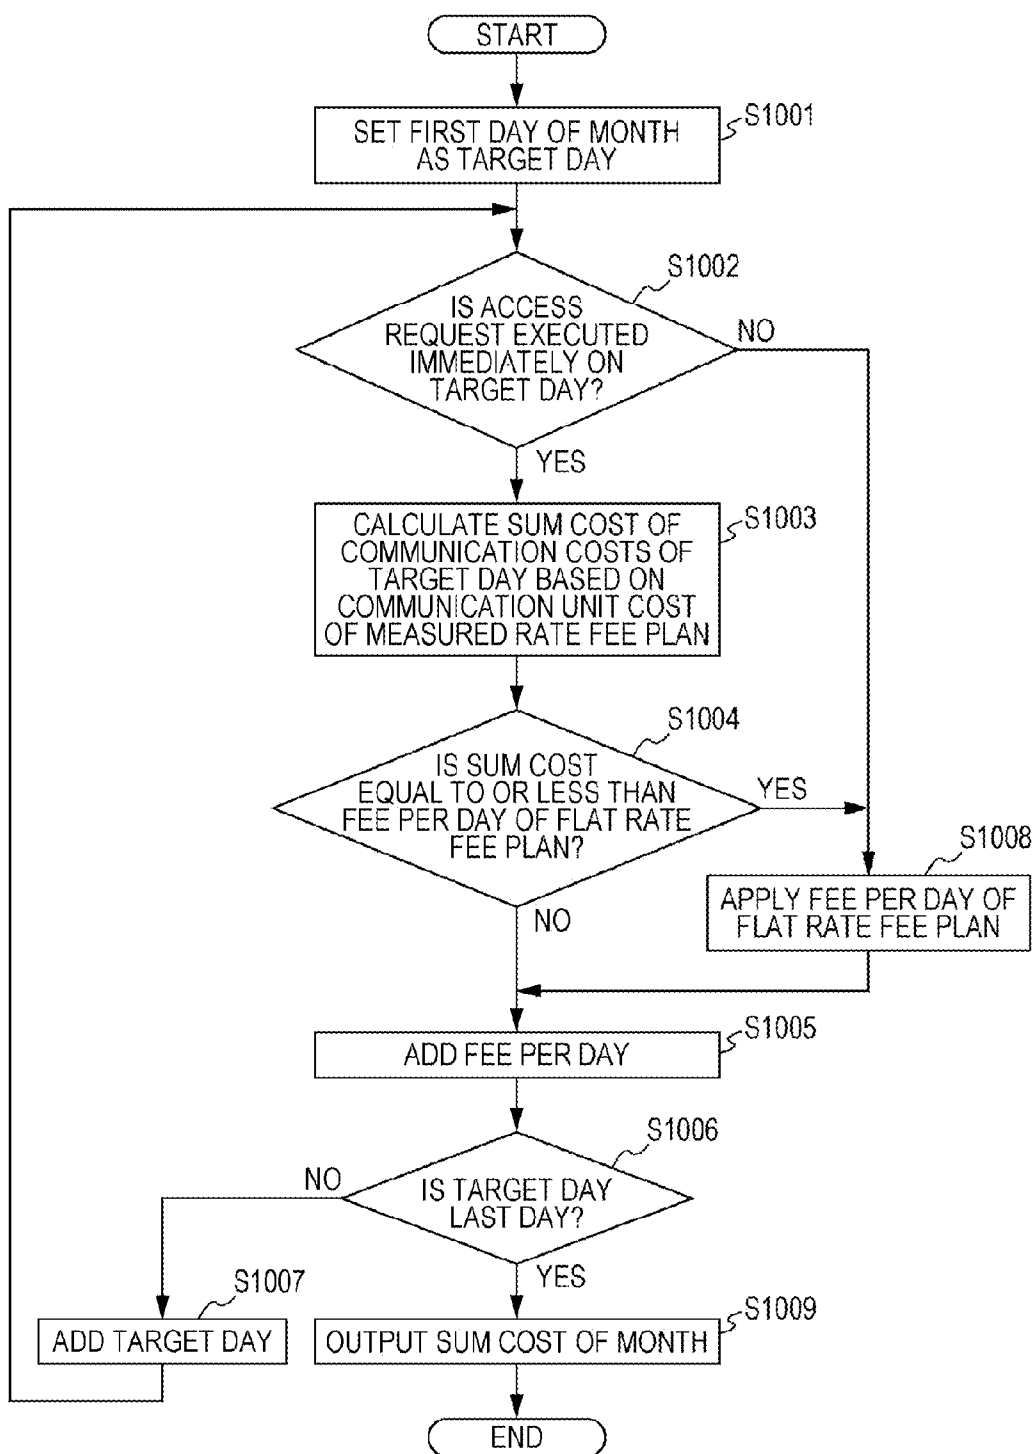 START
SET FIRST DAY OF MONTH
AS TARGET DAY
S1001
IS ACCESS
REQUEST EXECUTED
IMMEDIATELY ON
TARGET DAY?
S1002
NO
YES
CALCULATE SUM COST OF
COMMUNICATION COSTS OF
TARGET DAY BASED ON
COMMUNICATION UNIT COST
OF MEASURED RATE FEE PLAN
S1003
IS SUM COST
EQUAL TO OR LESS THAN
FEE PER DAY OF FLAT RATE
FEE PLAN?
S1004
YES
NO
S1008
APPLY FEE PER DAY OF
FLAT RATE FEE PLAN
ADD FEE PER DAY
S1005
IS TARGET DAY
LAST DAY?
S1006
NO
YES
S1007
ADD TARGET DAY
OUTPUT SUM COST OF MONTH
S1009
END